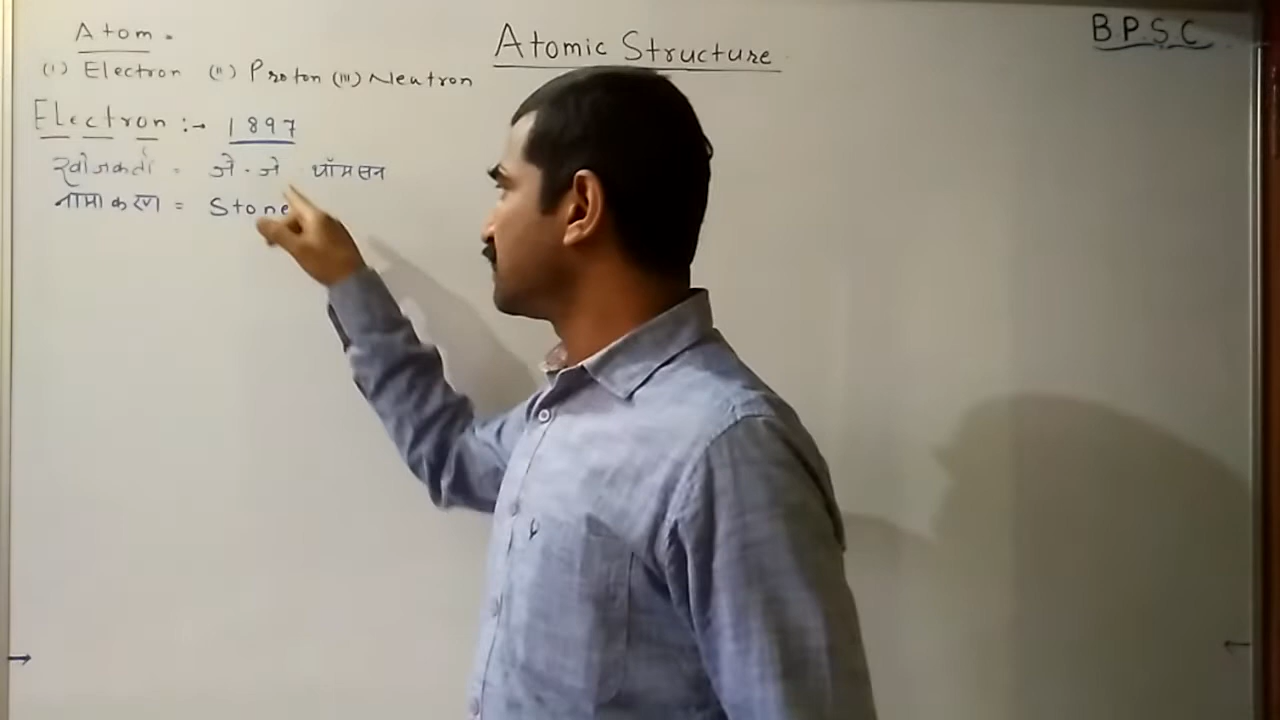 Atomic Structure
BPSC
Atom.
(i) Electron (ii) Proton (iii) Neutron
Electron :→ 1897
खोजकर्ता = जे.जे थॉमसन
नामाकरण = Stone